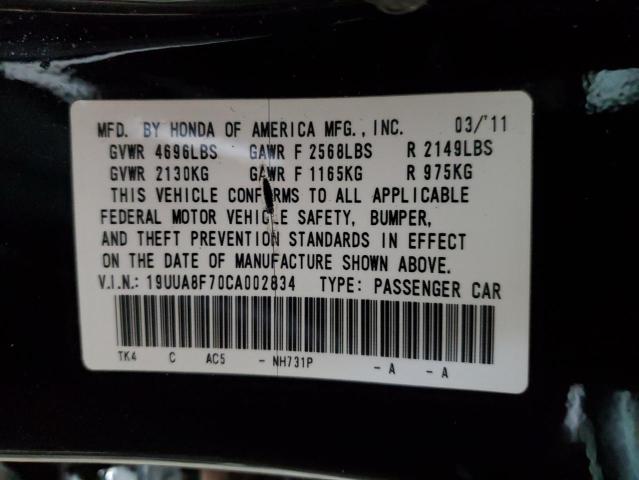 MFD. BY HONDA OF AMERICA MFG., INC. 03/'11
GVWR 4696LBS GAWR F 2568LBS R 2149LBS
GVWR 2130KG GAWR F 1165KG R 975KG
THIS VEHICLE CONFORMS TO ALL APPLICABLE
FEDERAL MOTOR VEHICLE SAFETY, BUMPER,
AND THEFT PREVENTION STANDARDS IN EFFECT
ON THE DATE OF MANUFACTURE SHOWN ABOVE.
V.I.N.: 19UUA8F70CA002834 TYPE: PASSENGER CAR
TK4 C AC5 - NH731P - A - A